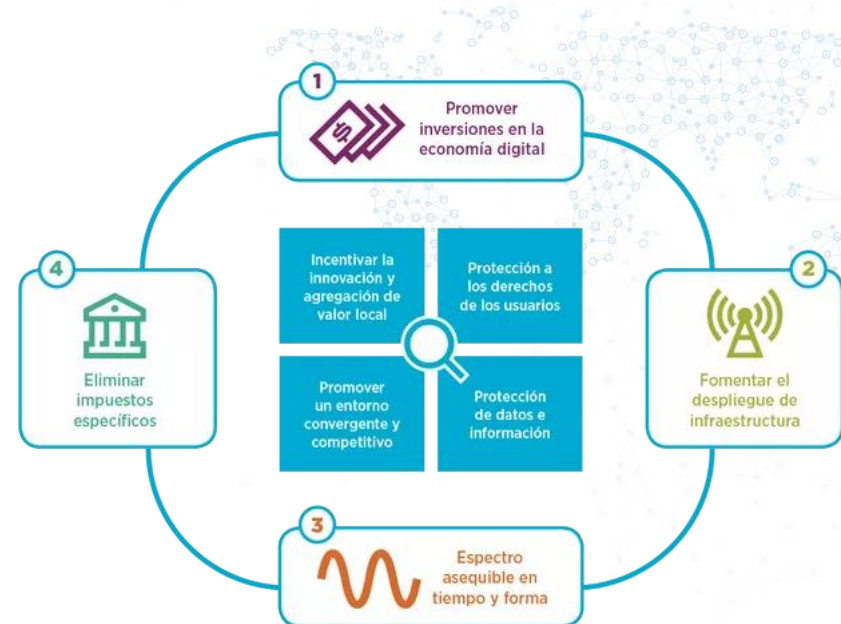 1
Promover
inversiones en la
economía digital
4
Eliminar
impuestos
específicos
Incentivar la
innovación y
agregación de
valor local
Protección a
los derechos
de los usuarios
Promover
un entorno
convergente y
competitivo
Protección
de datos e
información
2
Fomentar el
despliegue de
infraestructura
3
Espectro
asequible en
tiempo y forma